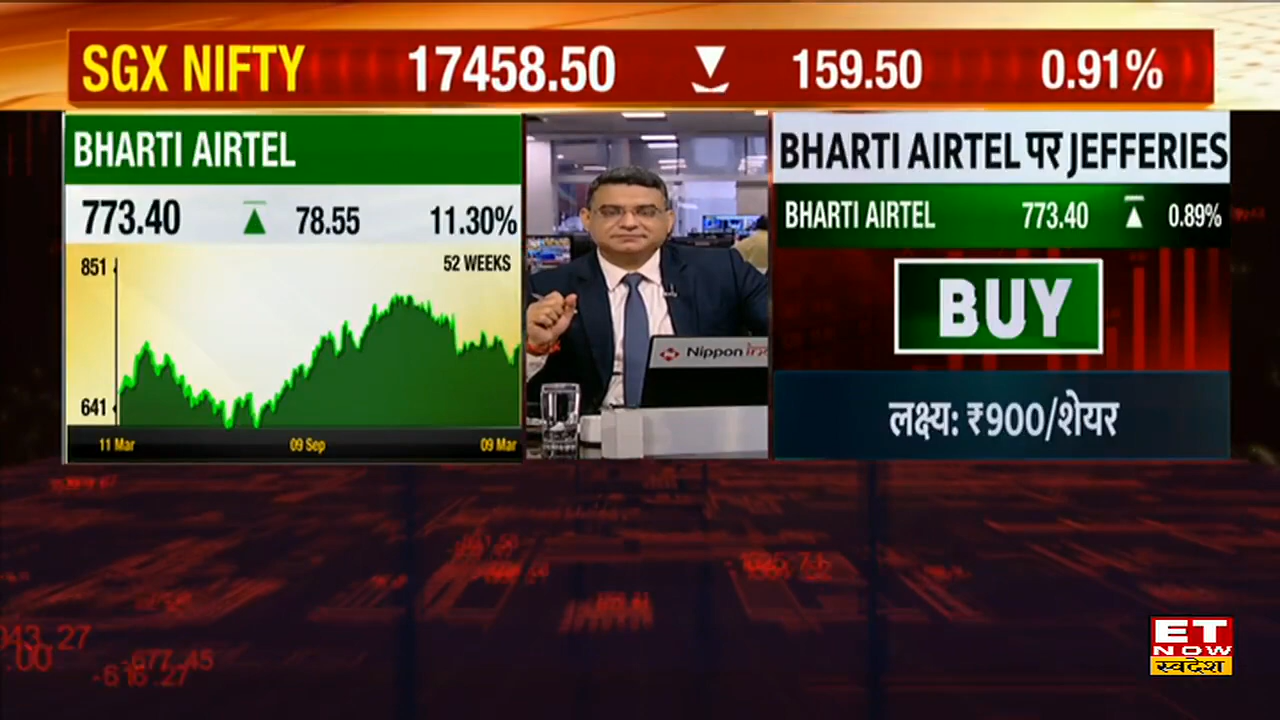 SGX NIFTY 17458.50 159.50 0.91%
BHARTI AIRTEL
773.40 78.55 11.30%
52 WEEKS
851
641
11 Mar 09 Sep 09 Mar
Nippon
BHARTI AIRTEL पर JEFFERIES
BHARTI AIRTEL 773.40 0.89%
BUY
लक्ष्य: ₹900/शेयर
ET
NOW
स्वदेश